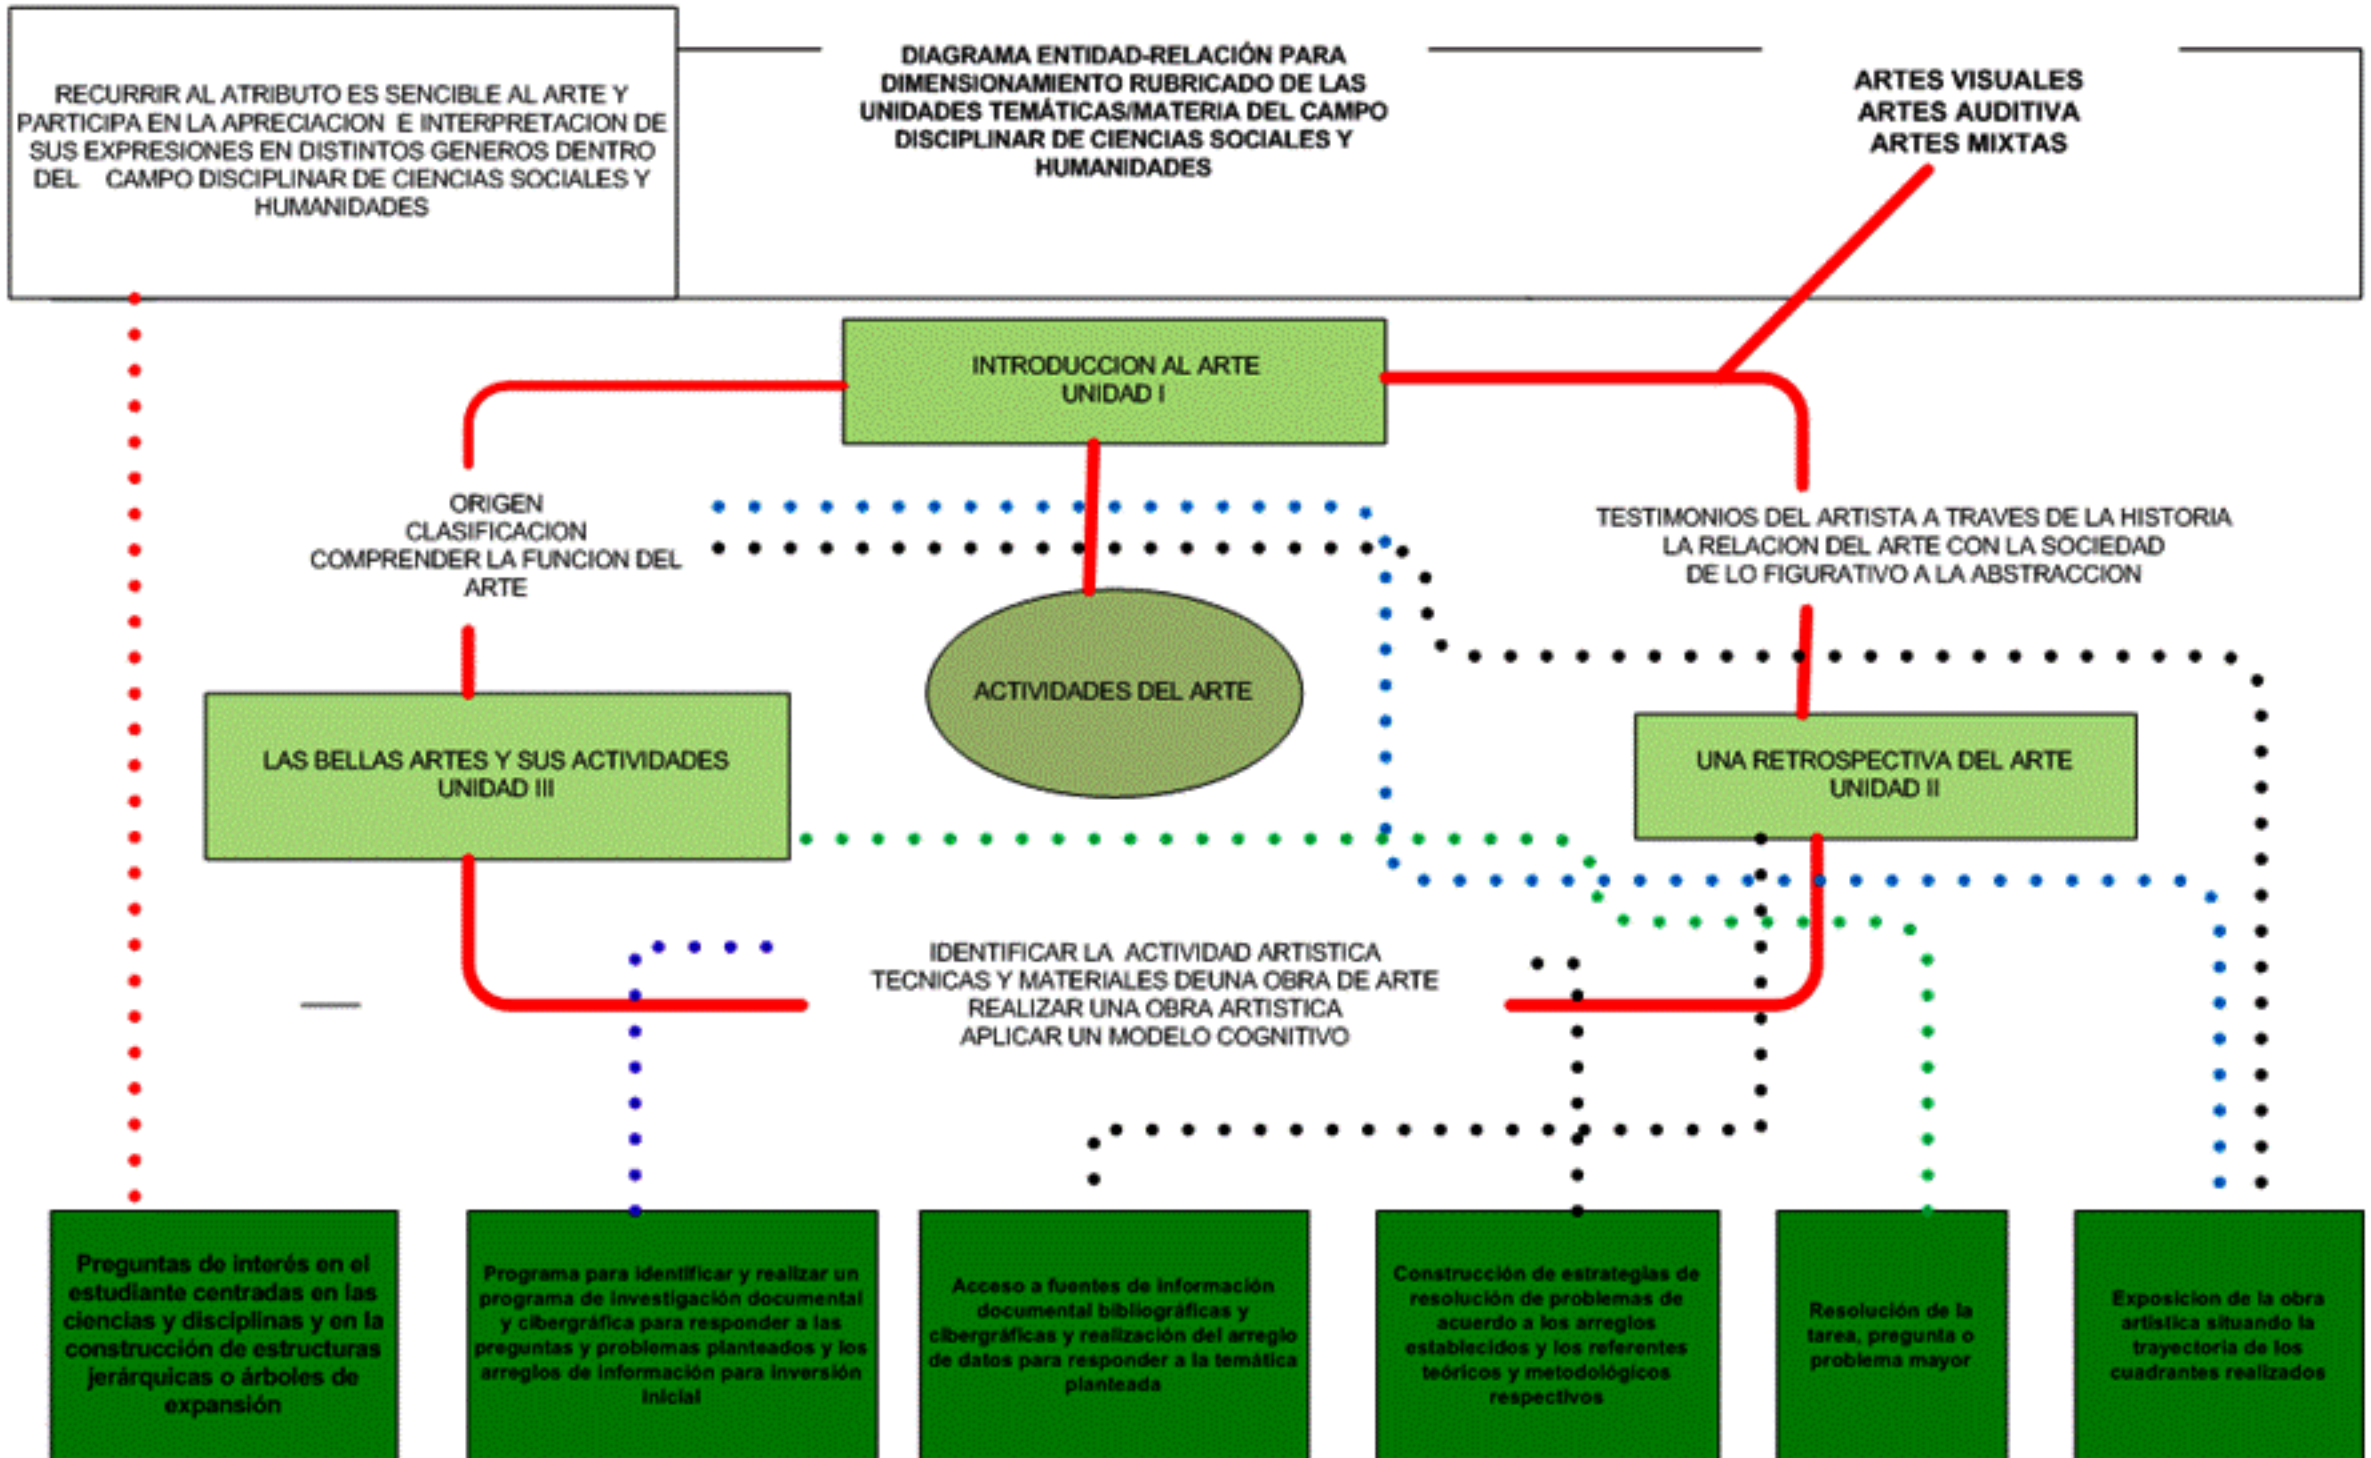 RECURRIR AL ATRIBUTO ES SENCIBLE AL ARTE Y
PARTICIPA EN LA APRECIACION E INTERPRETACION DE
SUS EXPRESIONES EN DISTINTOS GENEROS DENTRO
DEL CAMPO DISCIPLINAR DE CIENCIAS SOCIALES Y
HUMANIDADES
DIAGRAMA ENTIDAD-RELACIÓN PARA
DIMENSIONAMIENTO RUBRICADO DE LAS
UNIDADES TEMÁTICAS/MATERIA DEL CAMPO
DISCIPLINAR DE CIENCIAS SOCIALES Y
HUMANIDADES
ARTES VISUALES
ARTES AUDITIVA
ARTES MIXTAS
INTRODUCCION AL ARTE
UNIDAD I
ORIGEN
CLASIFICACION
COMPRENDER LA FUNCION DEL
ARTE
TESTIMONIOS DEL ARTISTA A TRAVES DE LA HISTORIA
LA RELACION DEL ARTE CON LA SOCIEDAD
DE LO FIGURATIVO A LA ABSTRACCION
ACTIVIDADES DEL ARTE
LAS BELLAS ARTES Y SUS ACTIVIDADES
UNIDAD III
UNA RETROSPECTIVA DEL ARTE
UNIDAD II
IDENTIFICAR LA ACTIVIDAD ARTISTICA
TECNICAS Y MATERIALES DEUNA OBRA DE ARTE
REALIZAR UNA OBRA ARTISTICA
APLICAR UN MODELO COGNITIVO
Preguntas de interés en el
estudiante centradas en las
ciencias y disciplinas y en la
construcción de estructuras
jerárquicas o árboles de
expansión
Programa para identificar y realizar un
programa de investigación documental
y cibergráfica para responder a las
preguntas y problemas planteados y los
arreglos de información para inversión
inicial
Acceso a fuentes de información
documental bibliográficas y
cibergráficas y realización del arreglo
de datos para responder a la temática
planteada
Construcción de estrategias de
resolución de problemas de
acuerdo a los arreglos
establecidos y los referentes
teóricos y metodológicos
respectivos
Resolución de la
tarea, pregunta o
problema mayor
Exposicion de la obra
artistica situando la
trayectoria de los
cuadrantes realizados